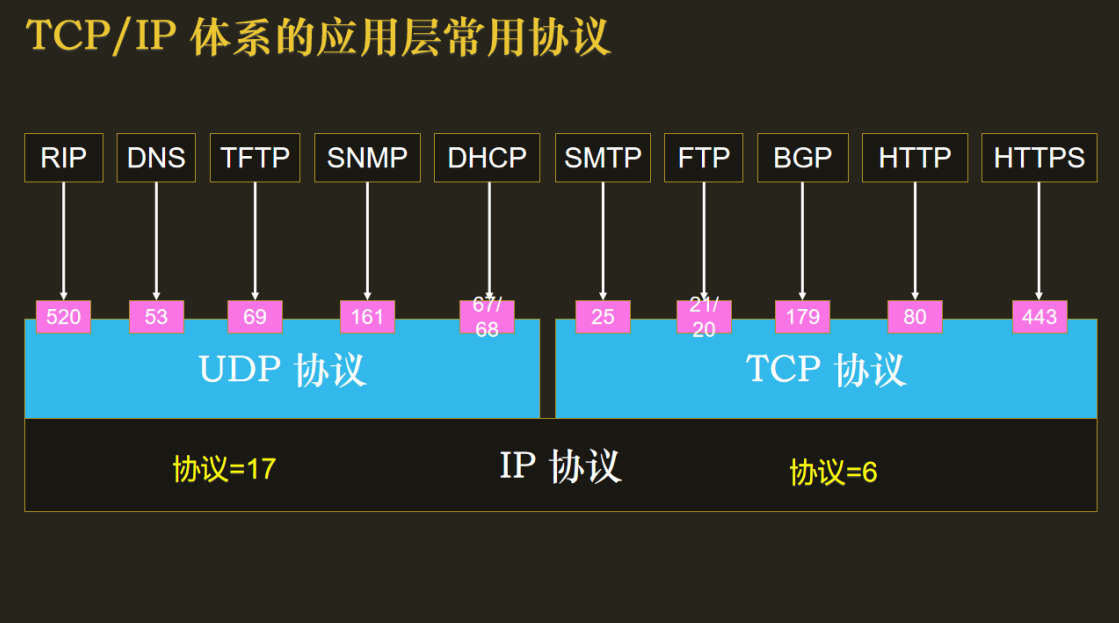 TCP/IP 体系的应用层常用协议
RIP DNS TFTP SNMP DHCP SMTP FTP BGP HTTP HTTPS
520 53 69 161 67/ 25 21/ 179 80 443
68 20
UDP 协议 TCP 协议
协议=17 IP 协议 协议=6